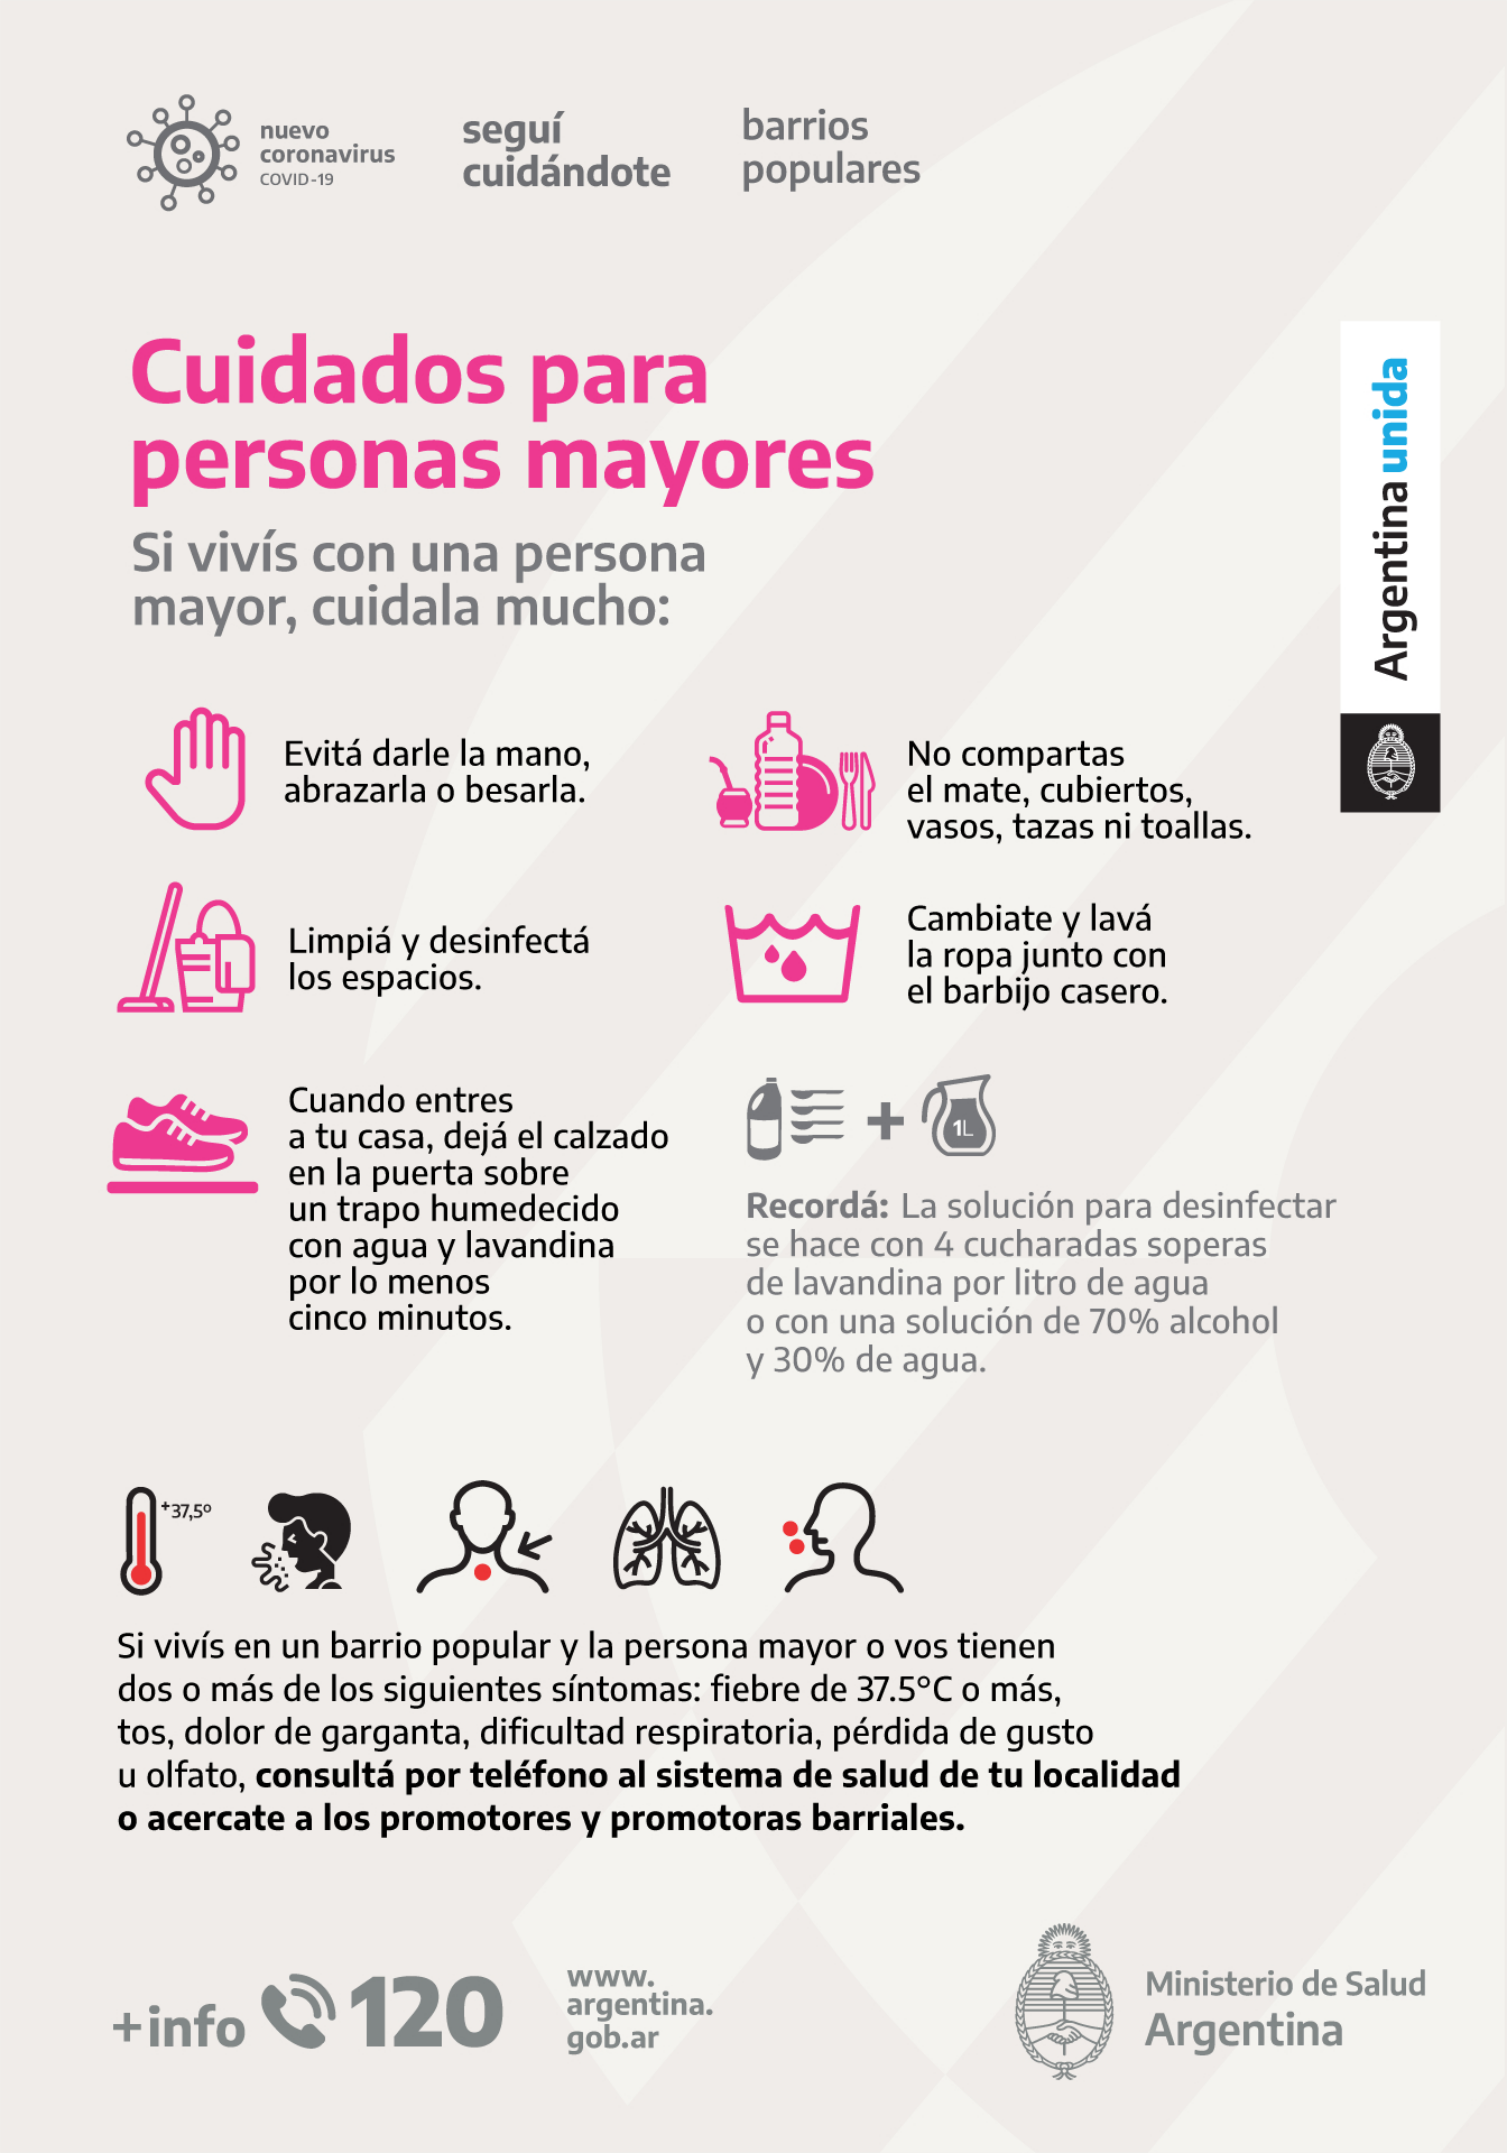 nuevo
coronavirus
COVID-19
seguí
cuidándote
barrios
populares
Cuidados para
personas mayores
Si vivís con una persona
mayor, cuidala mucho:
Argentina unida
Evitá darle la mano,
abrazarla o besarla.
No compartas
el mate, cubiertos,
vasos, tazas ni toallas.
Limpiá y desinfectá
los espacios.
Cambiate y lavá
la ropa junto con
el barbijo casero.
Cuando entres
a tu casa, dejá el calzado
en la puerta sobre
un trapo humedecido
con agua y lavandina
por lo menos
cinco minutos.
+
1L
Recordá: La solución para desinfectar
se hace con 4 cucharadas soperas
de lavandina por litro de agua
o con una solución de 70% alcohol
y 30% de agua.
+37,5º
Si vivís en un barrio popular y la persona mayor o vos tienen
dos o más de los siguientes síntomas: fiebre de 37.5°C o más,
tos, dolor de garganta, dificultad respiratoria, pérdida de gusto
u olfato, consultá por teléfono al sistema de salud de tu localidad
o acercate a los promotores y promotoras barriales.
+info 120
www.
argentina.
gob.ar
Ministerio de Salud
Argentina